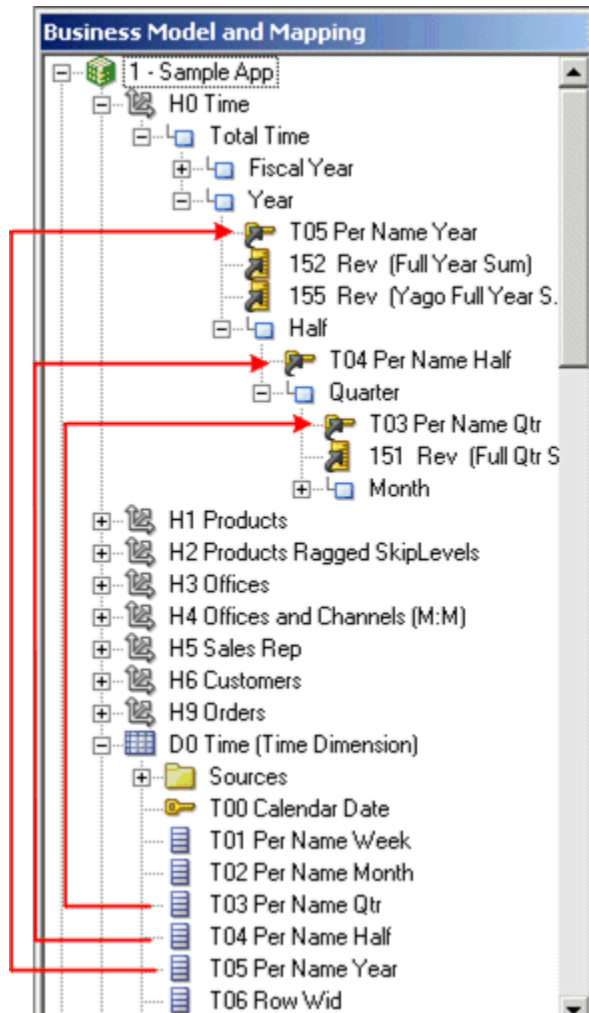 Business Model and Mapping
1 - Sample App
H0 Time
Total Time
Fiscal Year
Year
T05 Per Name Year
152 Rev (Full Year Sum)
155 Rev (Yago Full Year S.
Half
T04 Per Name Half
Quarter
T03 Per Name Qtr
151 Rev (Full Qtr S
Month
H1 Products
H2 Products Ragged SkipLevels
H3 Offices
H4 Offices and Channels (M:M)
H5 Sales Rep
H6 Customers
H9 Orders
D0 Time (Time Dimension)
Sources
T00 Calendar Date
T01 Per Name Week
T02 Per Name Month
T03 Per Name Qtr
T04 Per Name Half
T05 Per Name Year
T06 Row Wid